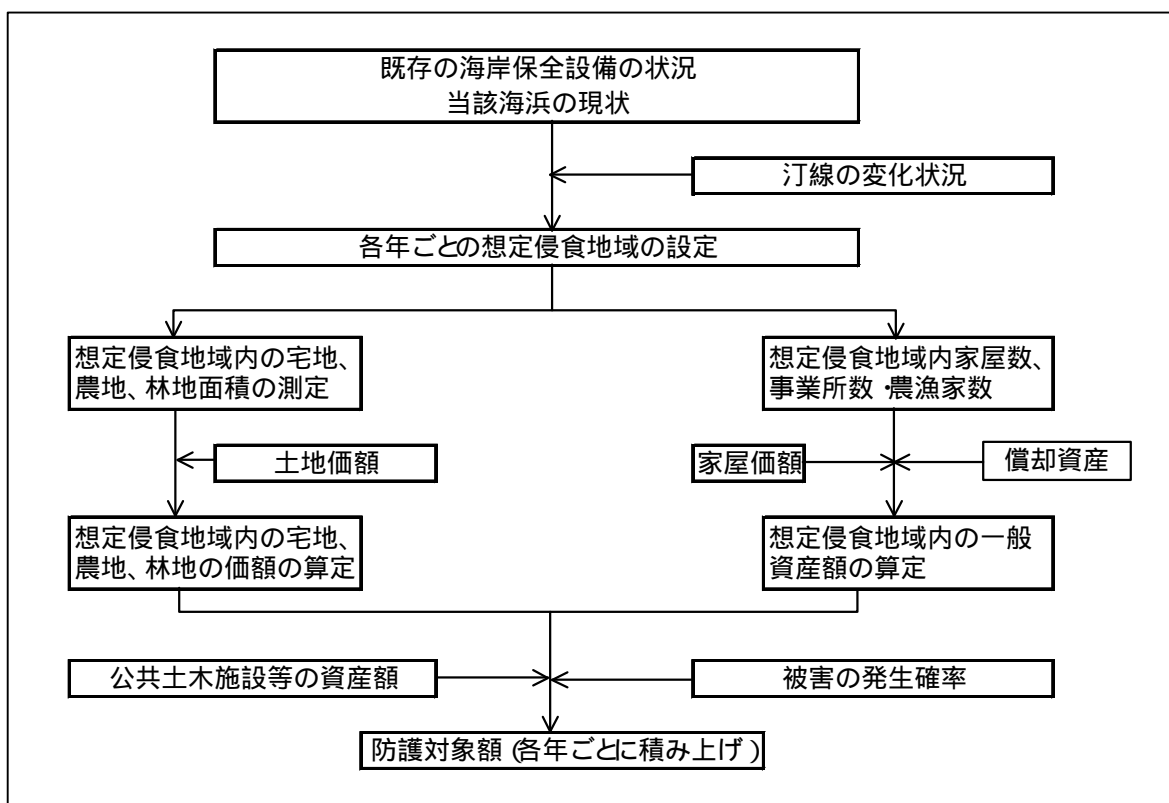 既存の海岸保全設備の状況
当該海浜の現状
汀線の変化状況
各年ごとの想定侵食地域の設定
想定侵食地域内の宅地、
農地、林地面積の測定
想定侵食地域内家屋数、
事業所数・農漁家数
土地価額
家屋価額
償却資産
想定侵食地域内の宅地、
農地、林地の価額の算定
想定侵食地域内の一般
資産額の算定
公共土木施設等の資産額
被害の発生確率
防護対象額(各年ごとに積み上げ)